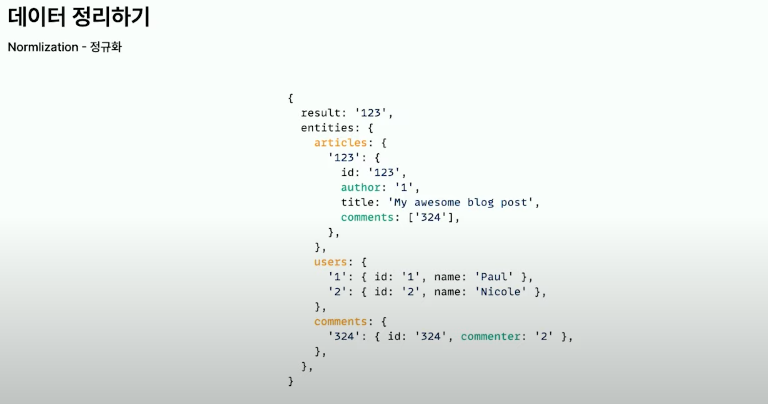 데이터 정리하기
Normlization - 정규화
{
result: '123',
entities: {
articles: {
'123': {
id: '123',
author: '1',
title: 'My awesome blog post',
comments: ['324'],
},
},
users: {
'1': { id: '1', name: 'Paul' },
'2': { id: '2', name: 'Nicole' },
},
comments: {
'324': { id: '324', commenter: '2' },
},
},
}